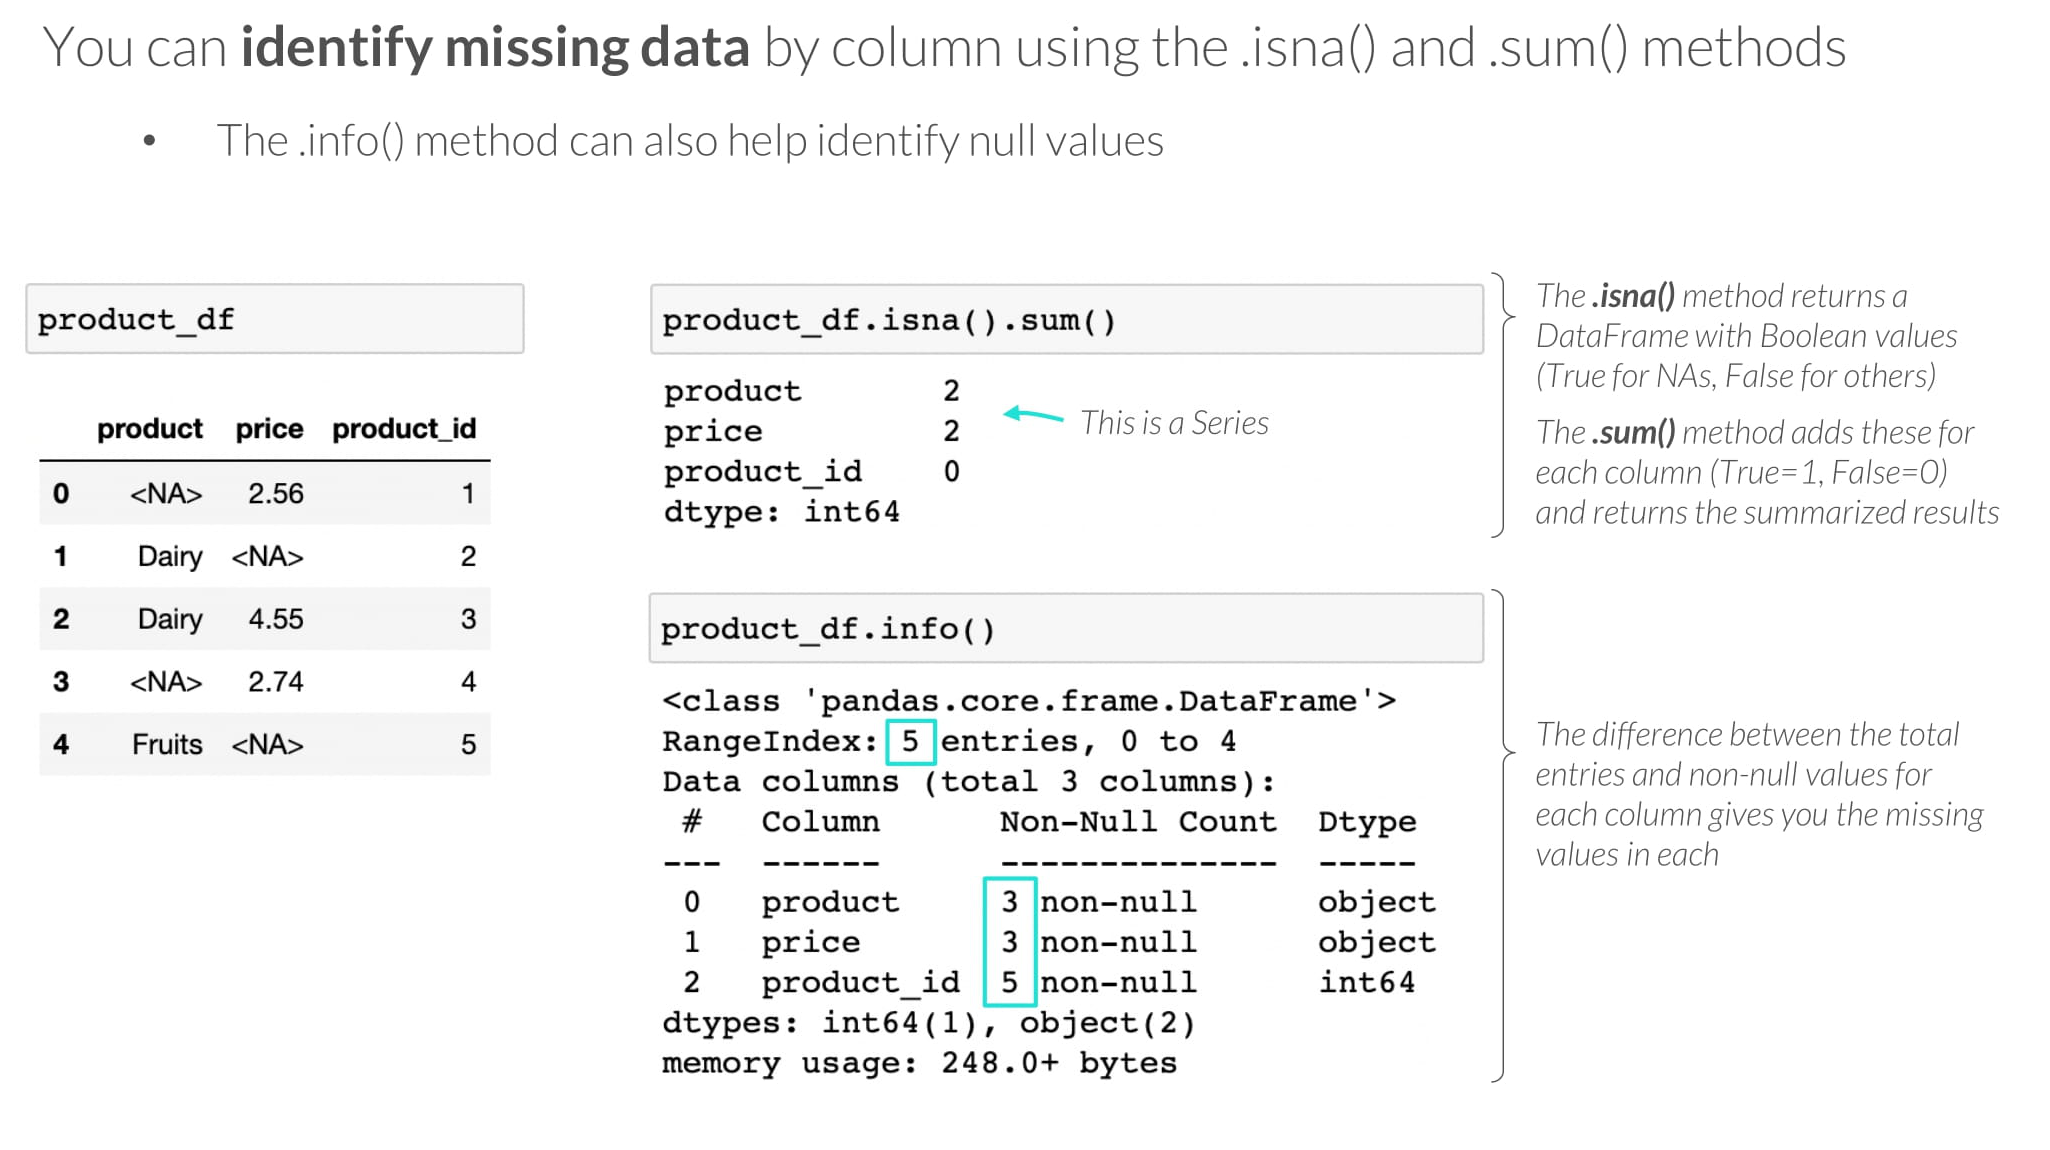 You can identify missing data by column using the .isna() and .sum() methods
• The .info() method can also help identify null values
product_df
product price product_id
0 <NA> 2.56 1
1 Dairy <NA> 2
2 Dairy 4.55 3
3 <NA> 2.74 4
4 Fruits <NA> 5
product_df.isna().sum()
product 2
price 2
product_id 0
dtype: int64
This is a Series
The .isna() method returns a
DataFrame with Boolean values
(True for NAs, False for others)
The .sum() method adds these for
each column (True=1, False=0)
and returns the summarized results
product_df.info()
<class 'pandas.core.frame.DataFrame'>
RangeIndex: 5 entries, 0 to 4
Data columns (total 3 columns):
# Column Non-Null Count Dtype
--- ------ -------------- -----
0 product 3 non-null object
1 price 3 non-null object
2 product_id 5 non-null int64
dtypes: int64(1), object(2)
memory usage: 248.0+ bytes
The difference between the total
entries and non-null values for
each column gives you the missing
values in each